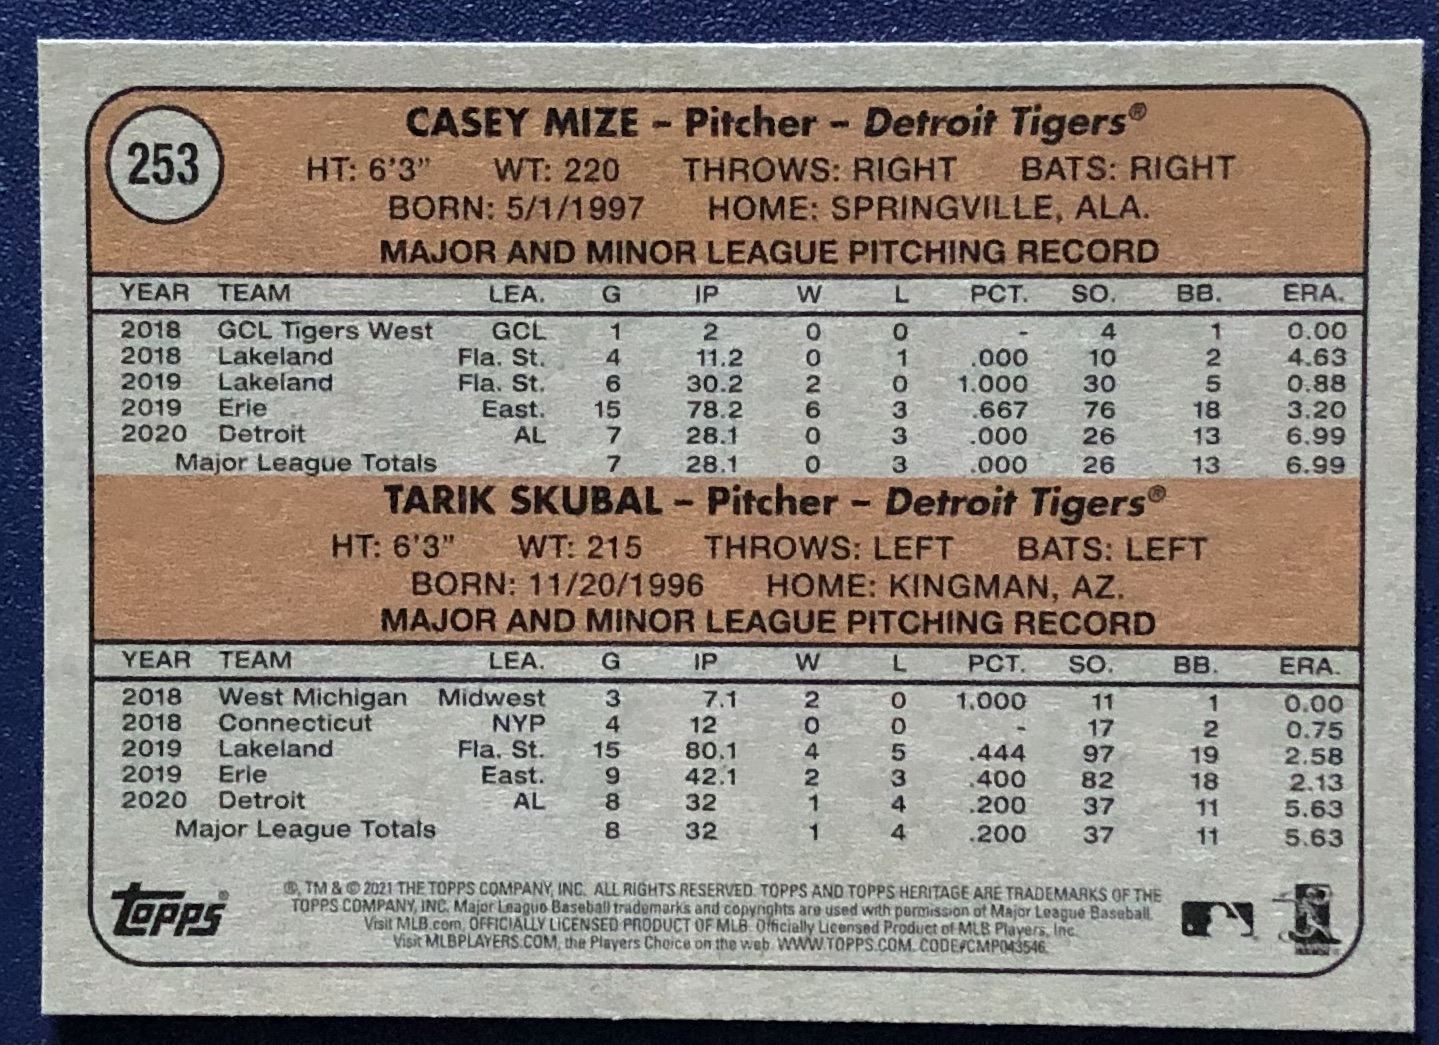 253
CASEY MIZE – Pitcher – Detroit Tigers®
HT: 6'3" WT: 220 THROWS: RIGHT BATS: RIGHT
BORN: 5/1/1997 HOME: SPRINGVILLE, ALA.
MAJOR AND MINOR LEAGUE PITCHING RECORD
YEAR TEAM LEA. G IP W L PCT. SO. BB. ERA.
2018 GCL Tigers West GCL 1 2 0 0 - 4 1 0.00
2018 Lakeland Fla. St. 4 11.2 0 1 .000 10 2 4.63
2019 Lakeland Fla. St. 6 30.2 2 0 1.000 30 5 0.88
2019 Erie East. 15 78.2 6 3 .667 76 18 3.20
2020 Detroit AL 7 28.1 0 3 .000 26 13 6.99
Major League Totals 7 28.1 0 3 .000 26 13 6.99
TARIK SKUBAL – Pitcher – Detroit Tigers®
HT: 6'3" WT: 215 THROWS: LEFT BATS: LEFT
BORN: 11/20/1996 HOME: KINGMAN, AZ.
MAJOR AND MINOR LEAGUE PITCHING RECORD
YEAR TEAM LEA. G IP W L PCT. SO. BB. ERA.
2018 West Michigan Midwest 3 7.1 2 0 1.000 11 1 0.00
2018 Connecticut NYP 4 12 0 0 - 17 2 0.75
2019 Lakeland Fla. St. 15 80.1 4 5 .444 97 19 2.58
2019 Erie East. 9 42.1 2 3 .400 82 18 2.13
2020 Detroit AL 8 32 1 4 .200 37 11 5.63
Major League Totals 8 32 1 4 .200 37 11 5.63
topps®
®, TM & © 2021 THE TOPPS COMPANY, INC. ALL RIGHTS RESERVED. TOPPS AND TOPPS HERITAGE ARE TRADEMARKS OF THE
TOPPS COMPANY, INC. Major League Baseball trademarks and copyrights are used with permission of Major League Baseball.
Visit MLB.com. OFFICIALLY LICENSED PRODUCT OF MLB Officially Licensed Product of MLB Players, Inc.
Visit MLBPLAYERS.COM, the Players Choice on the web. WWW.TOPPS.COM. CODE#CMP043546